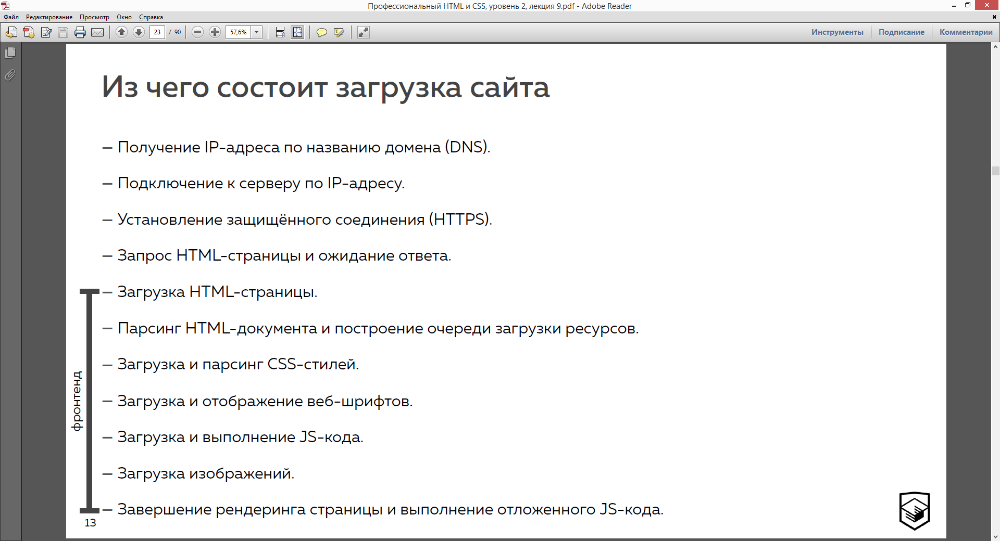 Профессиональный HTML и CSS, уровень 2, лекция 9.pdf - Adobe Reader
Файл Редактирование Просмотр Окно Справка
23 / 90 57,6% Инструменты Подписание Комментарии
Из чего состоит загрузка сайта
— Получение IP-адреса по названию домена (DNS).
— Подключение к серверу по IP-адресу.
— Установление защищённого соединения (HTTPS).
— Запрос HTML-страницы и ожидание ответа.
— Загрузка HTML-страницы.
— Парсинг HTML-документа и построение очереди загрузки ресурсов.
— Загрузка и парсинг CSS-стилей.
— Загрузка и отображение веб-шрифтов.
— Загрузка и выполнение JS-кода.
— Загрузка изображений.
— Завершение рендеринга страницы и выполнение отложенного JS-кода.
фронтенд
13